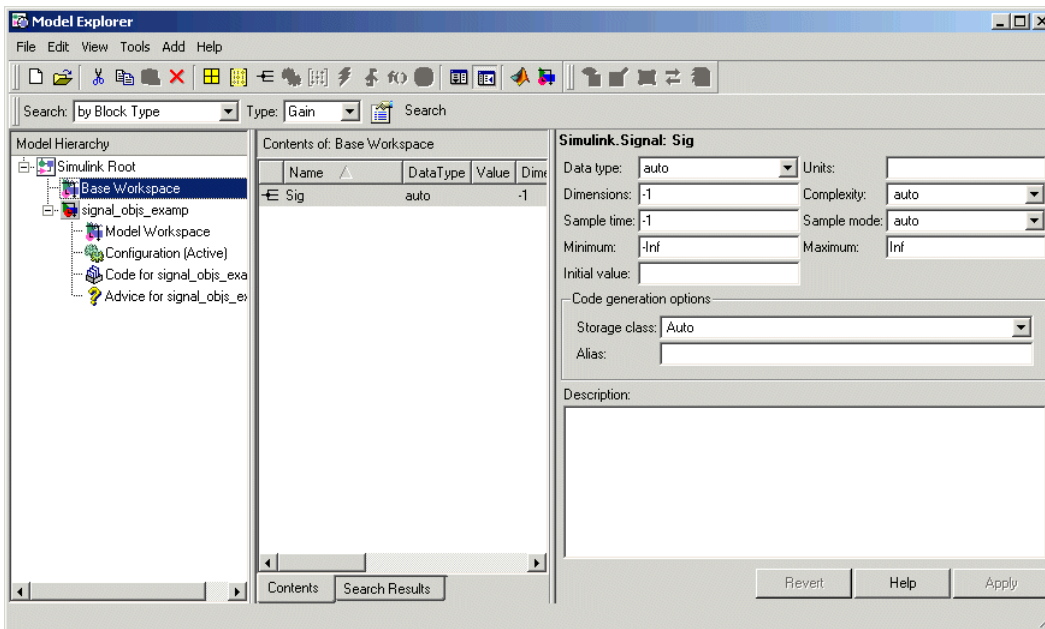 Model Explorer
File Edit View Tools Add Help
Search: by Block Type Type: Gain Search
Model Hierarchy
Simulink Root
Base Workspace
signal_objs_examp
Model Workspace
Configuration (Active)
Code for signal_objs_exa
Advice for signal_objs_ex
Contents of: Base Workspace
Name DataType Value Dime
Sig auto -1
Contents Search Results
Simulink.Signal: Sig
Data type: auto Units:
Dimensions: -1 Complexity: auto
Sample time: -1 Sample mode: auto
Minimum: -Inf Maximum: Inf
Initial value:
Code generation options
Storage class: Auto
Alias:
Description:
Revert Help Apply